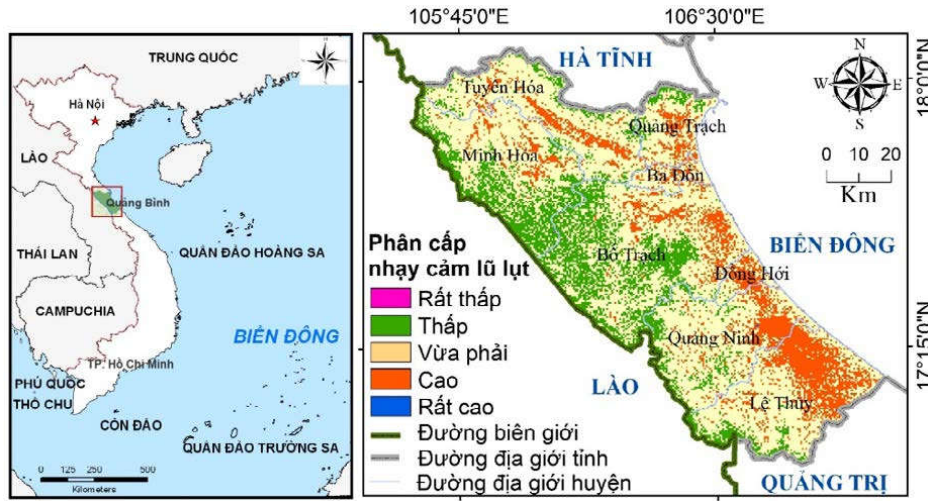 TRUNG QUỐC
N
Hà Nội
LÀO
Quảng Bình
THÁI LAN
QUẦN ĐẢO HOÀNG SA
CAMPUCHIA
BIỂN ĐÔNG
TP. Hồ Chí Minh
PHÚ QUỐC
THỔ CHU
CÔN ĐẢO
QUẦN ĐẢO TRƯỜNG SA
0 125 250 500
Kilometers
105°45'0"E 106°30'0"E
HÀ TĨNH
N
W E
S
18°0'0"N
Tuyên Hóa
Quảng Trạch
Minh Hóa
0 10 20
Km
Ba Đồn
Phân cấp
nhạy cảm lũ lụt
BIỂN ĐÔNG
Bố Trạch
Đồng Hới
Rất thấp
Thấp
Vừa phải
Cao
Rất cao
Quảng Ninh
17°15'0"N
LÀO
Lệ Thủy
Đường biên giới
Đường địa giới tỉnh
Đường địa giới huyện
QUẢNG TRỊ